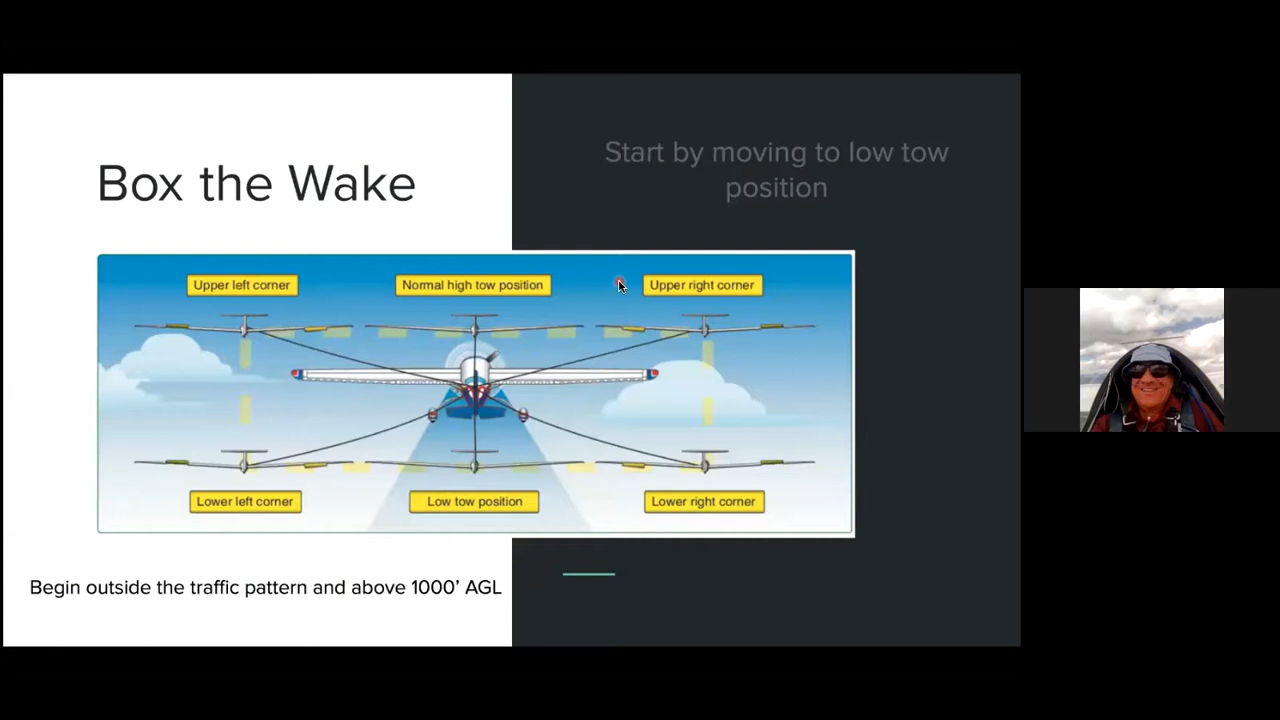 Box the Wake
Start by moving to low tow
position
Upper left corner
Normal high tow position
Upper right corner
Lower left corner
Low tow position
Lower right corner
Begin outside the traffic pattern and above 1000’ AGL